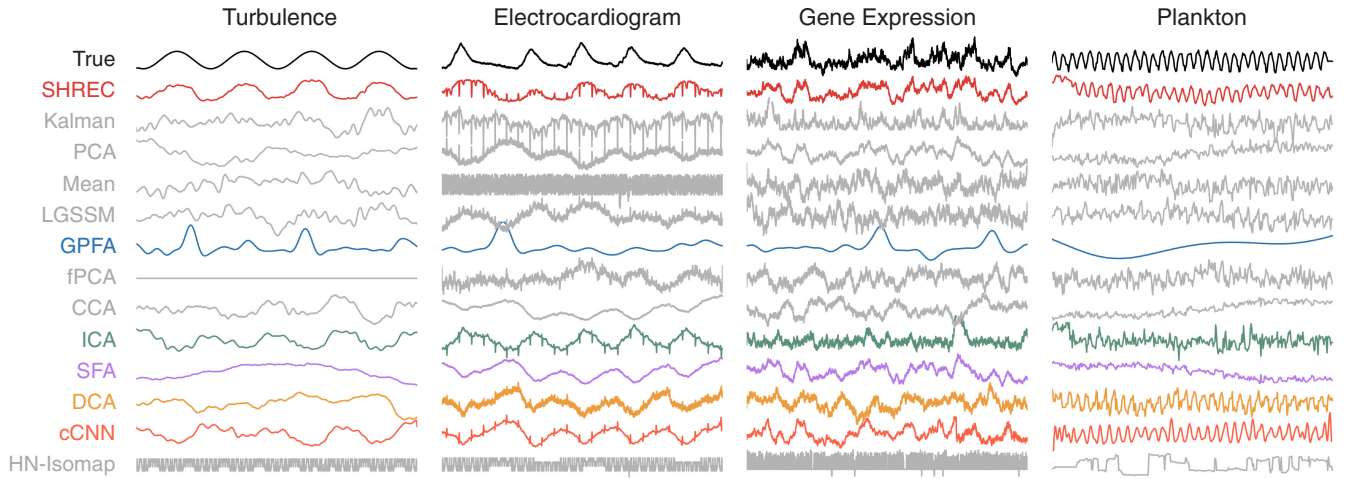 Turbulence Electrocardiogram Gene Expression Plankton
True
SHREC
Kalman
PCA
Mean
LGSSM
GPFA
fPCA
CCA
ICA
SFA
DCA
cCNN
HN-Isomap